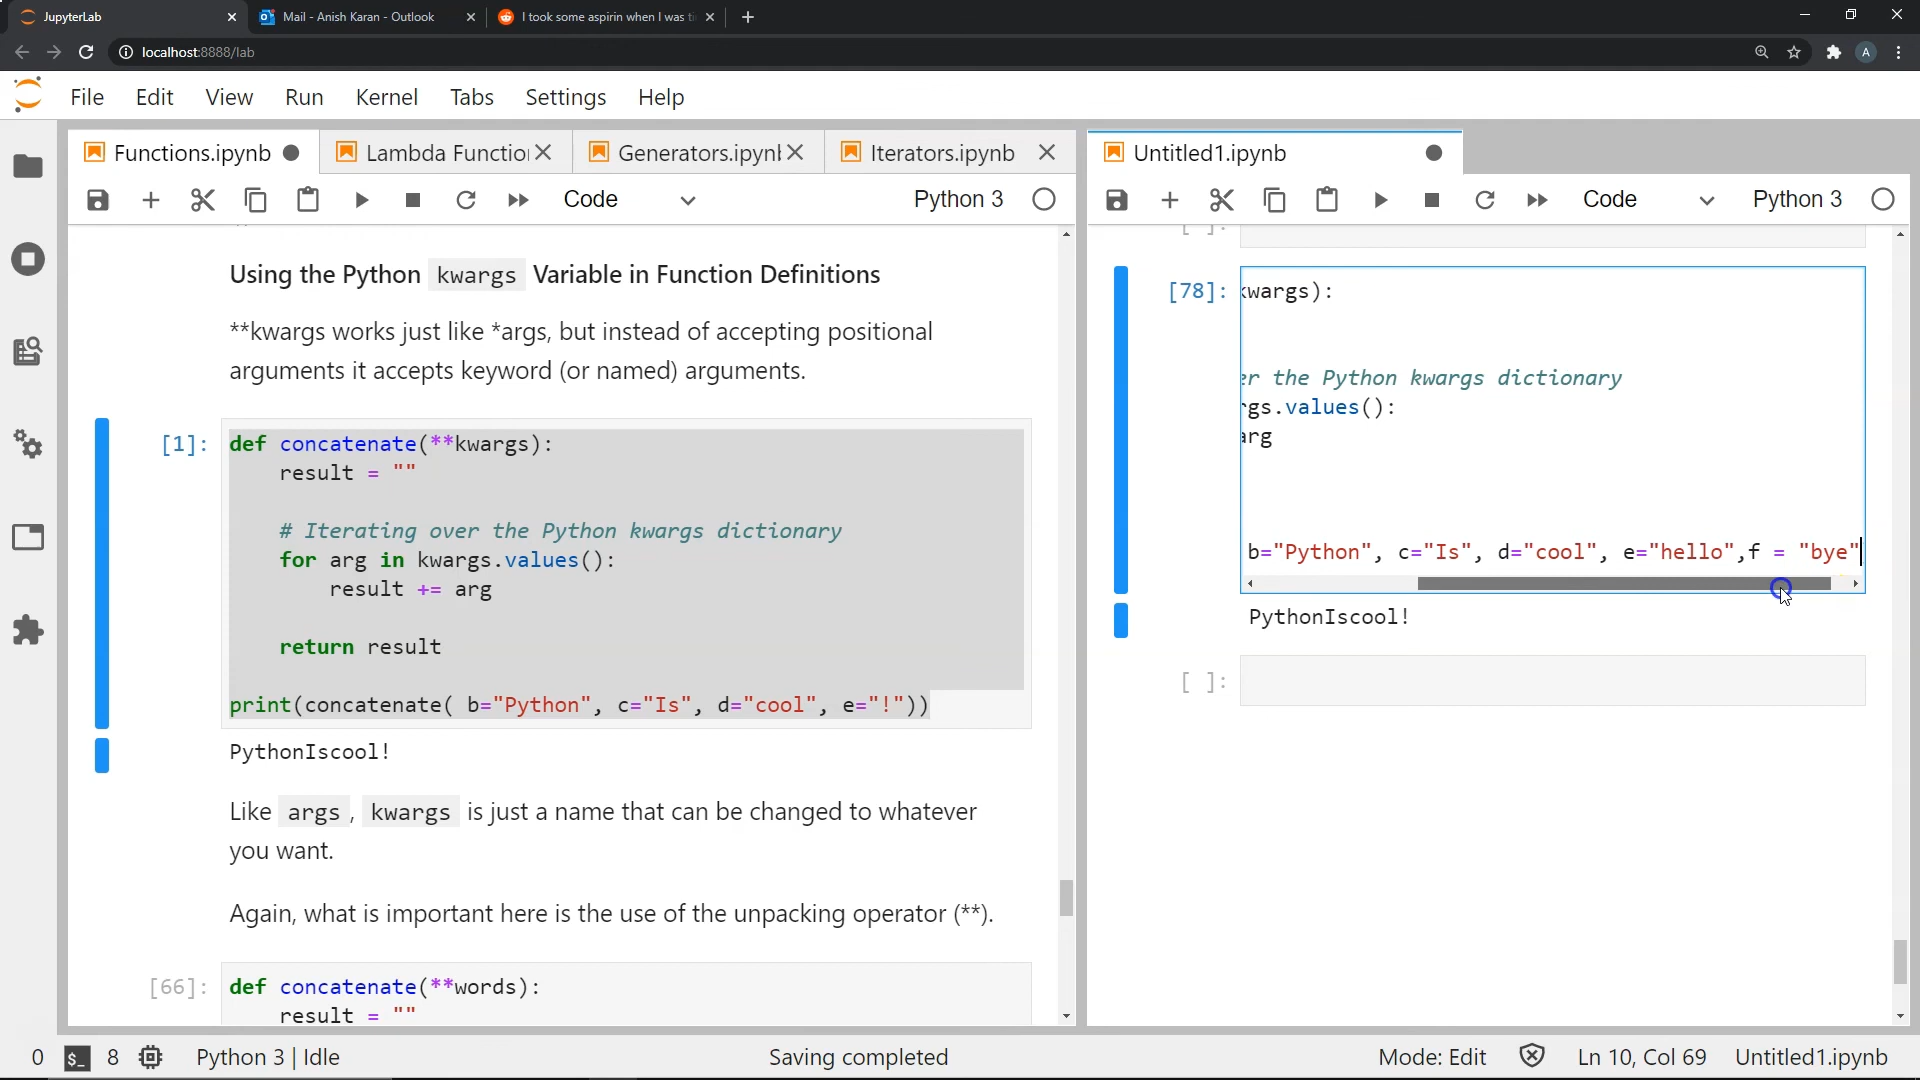 JupyterLab
Mail - Anish Karan - Outlook
I took some aspirin when I was ti
localhost:8888/lab
A
File Edit View Run Kernel Tabs Settings Help
Functions.ipynb
Lambda Function
Generators.ipynb
Iterators.ipynb
Untitled1.ipynb
Code
Python 3
Code
Python 3
Using the Python kwargs Variable in Function Definitions
**kwargs works just like *args, but instead of accepting positional
arguments it accepts keyword (or named) arguments.
[1]:
def concatenate(**kwargs):
result = ""
# Iterating over the Python kwargs dictionary
for arg in kwargs.values():
result += arg
return result
print(concatenate( b="Python", c="Is", d="cool", e="!"))
PythonIscool!
Like args , kwargs is just a name that can be changed to whatever
you want.
Again, what is important here is the use of the unpacking operator (**).
[66]:
def concatenate(**words):
result = ""
[ ]:
[78]:
kwargs):
er the Python kwargs dictionary
rgs.values():
arg
b="Python", c="Is", d="cool", e="hello",f = "bye"
PythonIscool!
[ ]:
0 $_ 8 Python 3 | Idle Saving completed Mode: Edit Ln 10, Col 69 Untitled1.ipynb